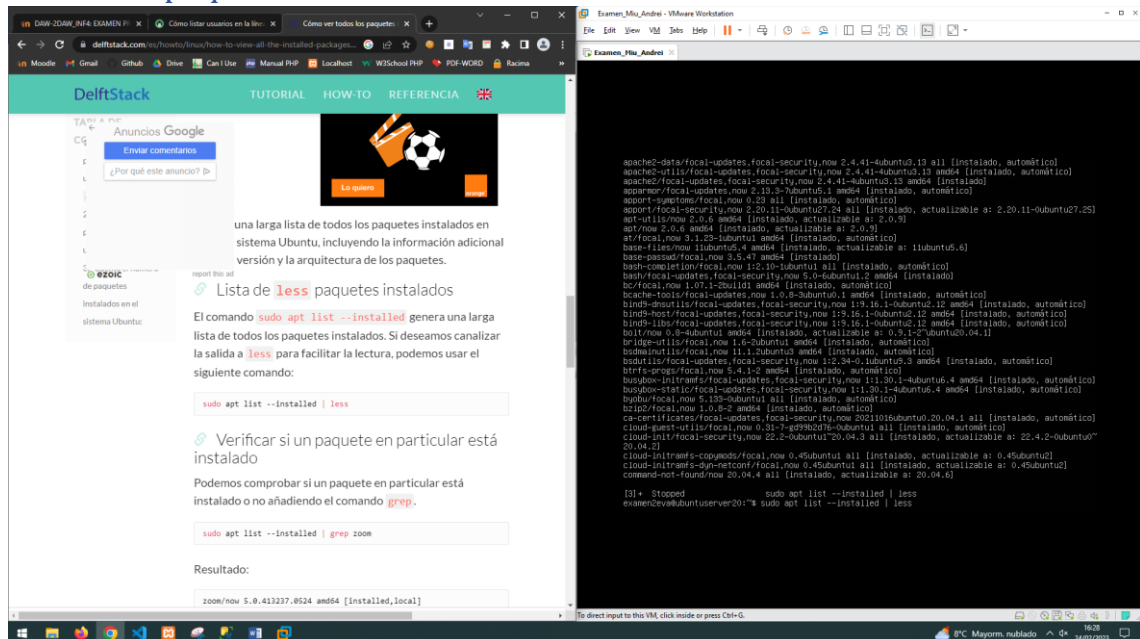 DAW-2DAW_INF4: EXAMEN PI
Cómo listar usuarios en la línea
Cómo ver todos los paquetes
delftstack.com/es/howto/linux/how-to-view-all-the-installed-packages...
Moodle Gmail Github Drive Can I Use Manual PHP Localhost W3School PHP PDF-WORD Racima »
DelftStack
TUTORIAL HOW-TO REFERENCIA
TABLA DE
Anuncios Google
Enviar comentarios
¿Por qué este anuncio?
Lo quiero
orange
una larga lista de todos los paquetes instalados en
sistema Ubuntu, incluyendo la información adicional
versión y la arquitectura de los paquetes.
ezoic
report this ad
de paquetes
instalados en el
sistema Ubuntu:
Lista de less paquetes instalados
El comando sudo apt list --installed genera una larga
lista de todos los paquetes instalados. Si deseamos canalizar
la salida a less para facilitar la lectura, podemos usar el
siguiente comando:
sudo apt list --installed | less
Verificar si un paquete en particular está
instalado
Podemos comprobar si un paquete en particular está
instalado o no añadiendo el comando grep.
sudo apt list --installed | grep zoom
Resultado:
zoom/now 5.0.413237.0524 amd64 [installed,local]
Examen_Miu_Andrei - VMware Workstation
File Edit View VM Tabs Help
Examen_Miu_Andrei
apache2-data/focal-updates,focal-security,now 2.4.41-4ubuntu3.13 all [instalado, automático]
apache2-utils/focal-updates,focal-security,now 2.4.41-4ubuntu3.13 amd64 [instalado, automático]
apache2/focal-updates,focal-security,now 2.4.41-4ubuntu3.13 amd64 [instalado]
apparmor/focal-updates,now 2.13.3-7ubuntu5.1 amd64 [instalado, automático]
apport-symptoms/focal,now 0.23 all [instalado, automático]
apport/focal-security,now 2.20.11-0ubuntu27.24 all [instalado, actualizable a: 2.20.11-0ubuntu27.25]
apt-utils/now 2.0.6 amd64 [instalado, actualizable a: 2.0.9]
apt/now 2.0.6 amd64 [instalado, actualizable a: 2.0.9]
at/focal,now 3.1.23-1ubuntu1 amd64 [instalado, automático]
base-files/now 11ubuntu5.4 amd64 [instalado, actualizable a: 11ubuntu5.6]
base-passwd/focal,now 3.5.47 amd64 [instalado, automático]
bash-completion/focal,now 1:2.10-1ubuntu1 all [instalado, automático]
bash/focal-updates,focal-security,now 5.0-6ubuntu1.2 amd64 [instalado, automático]
bc/focal,now 1.07.1-2build1 amd64 [instalado, automático]
bcache-tools/focal,now 1.0.8-3ubuntu0.1 amd64 [instalado, automático]
bind9-dnsutils/focal-updates,focal-security,now 1:9.16.1-0ubuntu2.12 amd64 [instalado, automático]
bind9-host/focal-updates,focal-security,now 1:9.16.1-0ubuntu2.12 amd64 [instalado, automático]
bind9-libs/focal-updates,focal-security,now 1:9.16.1-0ubuntu2.12 amd64 [instalado, automático]
bolt/now 0.8-4ubuntu1 amd64 [instalado, actualizable a: 0.9.1-2~ubuntu20.04.1]
bridge-utils/focal,now 1.6-2ubuntu1 amd64 [instalado, automático]
bsdmainutils/focal,now 11.1.2ubuntu3 amd64 [instalado, automático]
bsdutils/focal-updates,focal-security,now 1:2.34-0.1ubuntu9.3 amd64 [instalado, automático]
btrfs-progs/focal,now 5.4.1-2 amd64 [instalado, automático]
busybox-initramfs/focal-updates,focal-security,now 1:1.30.1-4ubuntu6.4 amd64 [instalado, automático]
busybox-static/focal-updates,focal-security,now 1:1.30.1-4ubuntu6.4 amd64 [instalado, automático]
byobu/focal,now 5.133-0ubuntu1 all [instalado, automático]
bzip2/focal,now 1.0.8-2 amd64 [instalado, automático]
ca-certificates/focal-updates,focal-security,now 20211016ubuntu0.20.04.1 all [instalado, automático]
cloud-guest-utils/focal,now 0.31-7-gd99b2d76-0ubuntu1 all [instalado, automático]
cloud-init/focal-security,now 22.2-0ubuntu1~20.04.3 all [instalado, actualizable a: 22.4.2-0ubuntu0~
20.04.2]
cloud-initramfs-copymods/focal,now 0.45ubuntu1 all [instalado, actualizable a: 0.45ubuntu2]
cloud-initramfs-dyn-netconf/focal,now 0.45ubuntu1 all [instalado, actualizable a: 0.45ubuntu2]
command-not-found/now 20.04.4 all [instalado, actualizable a: 20.04.6]
[3]+ Stopped sudo apt list --installed | less
examen2eva@ubuntuserver20:~$ sudo apt list --installed | less
To direct input to this VM, click inside or press Ctrl+G.
8°C Mayorm. nublado
16:28
24/02/2023